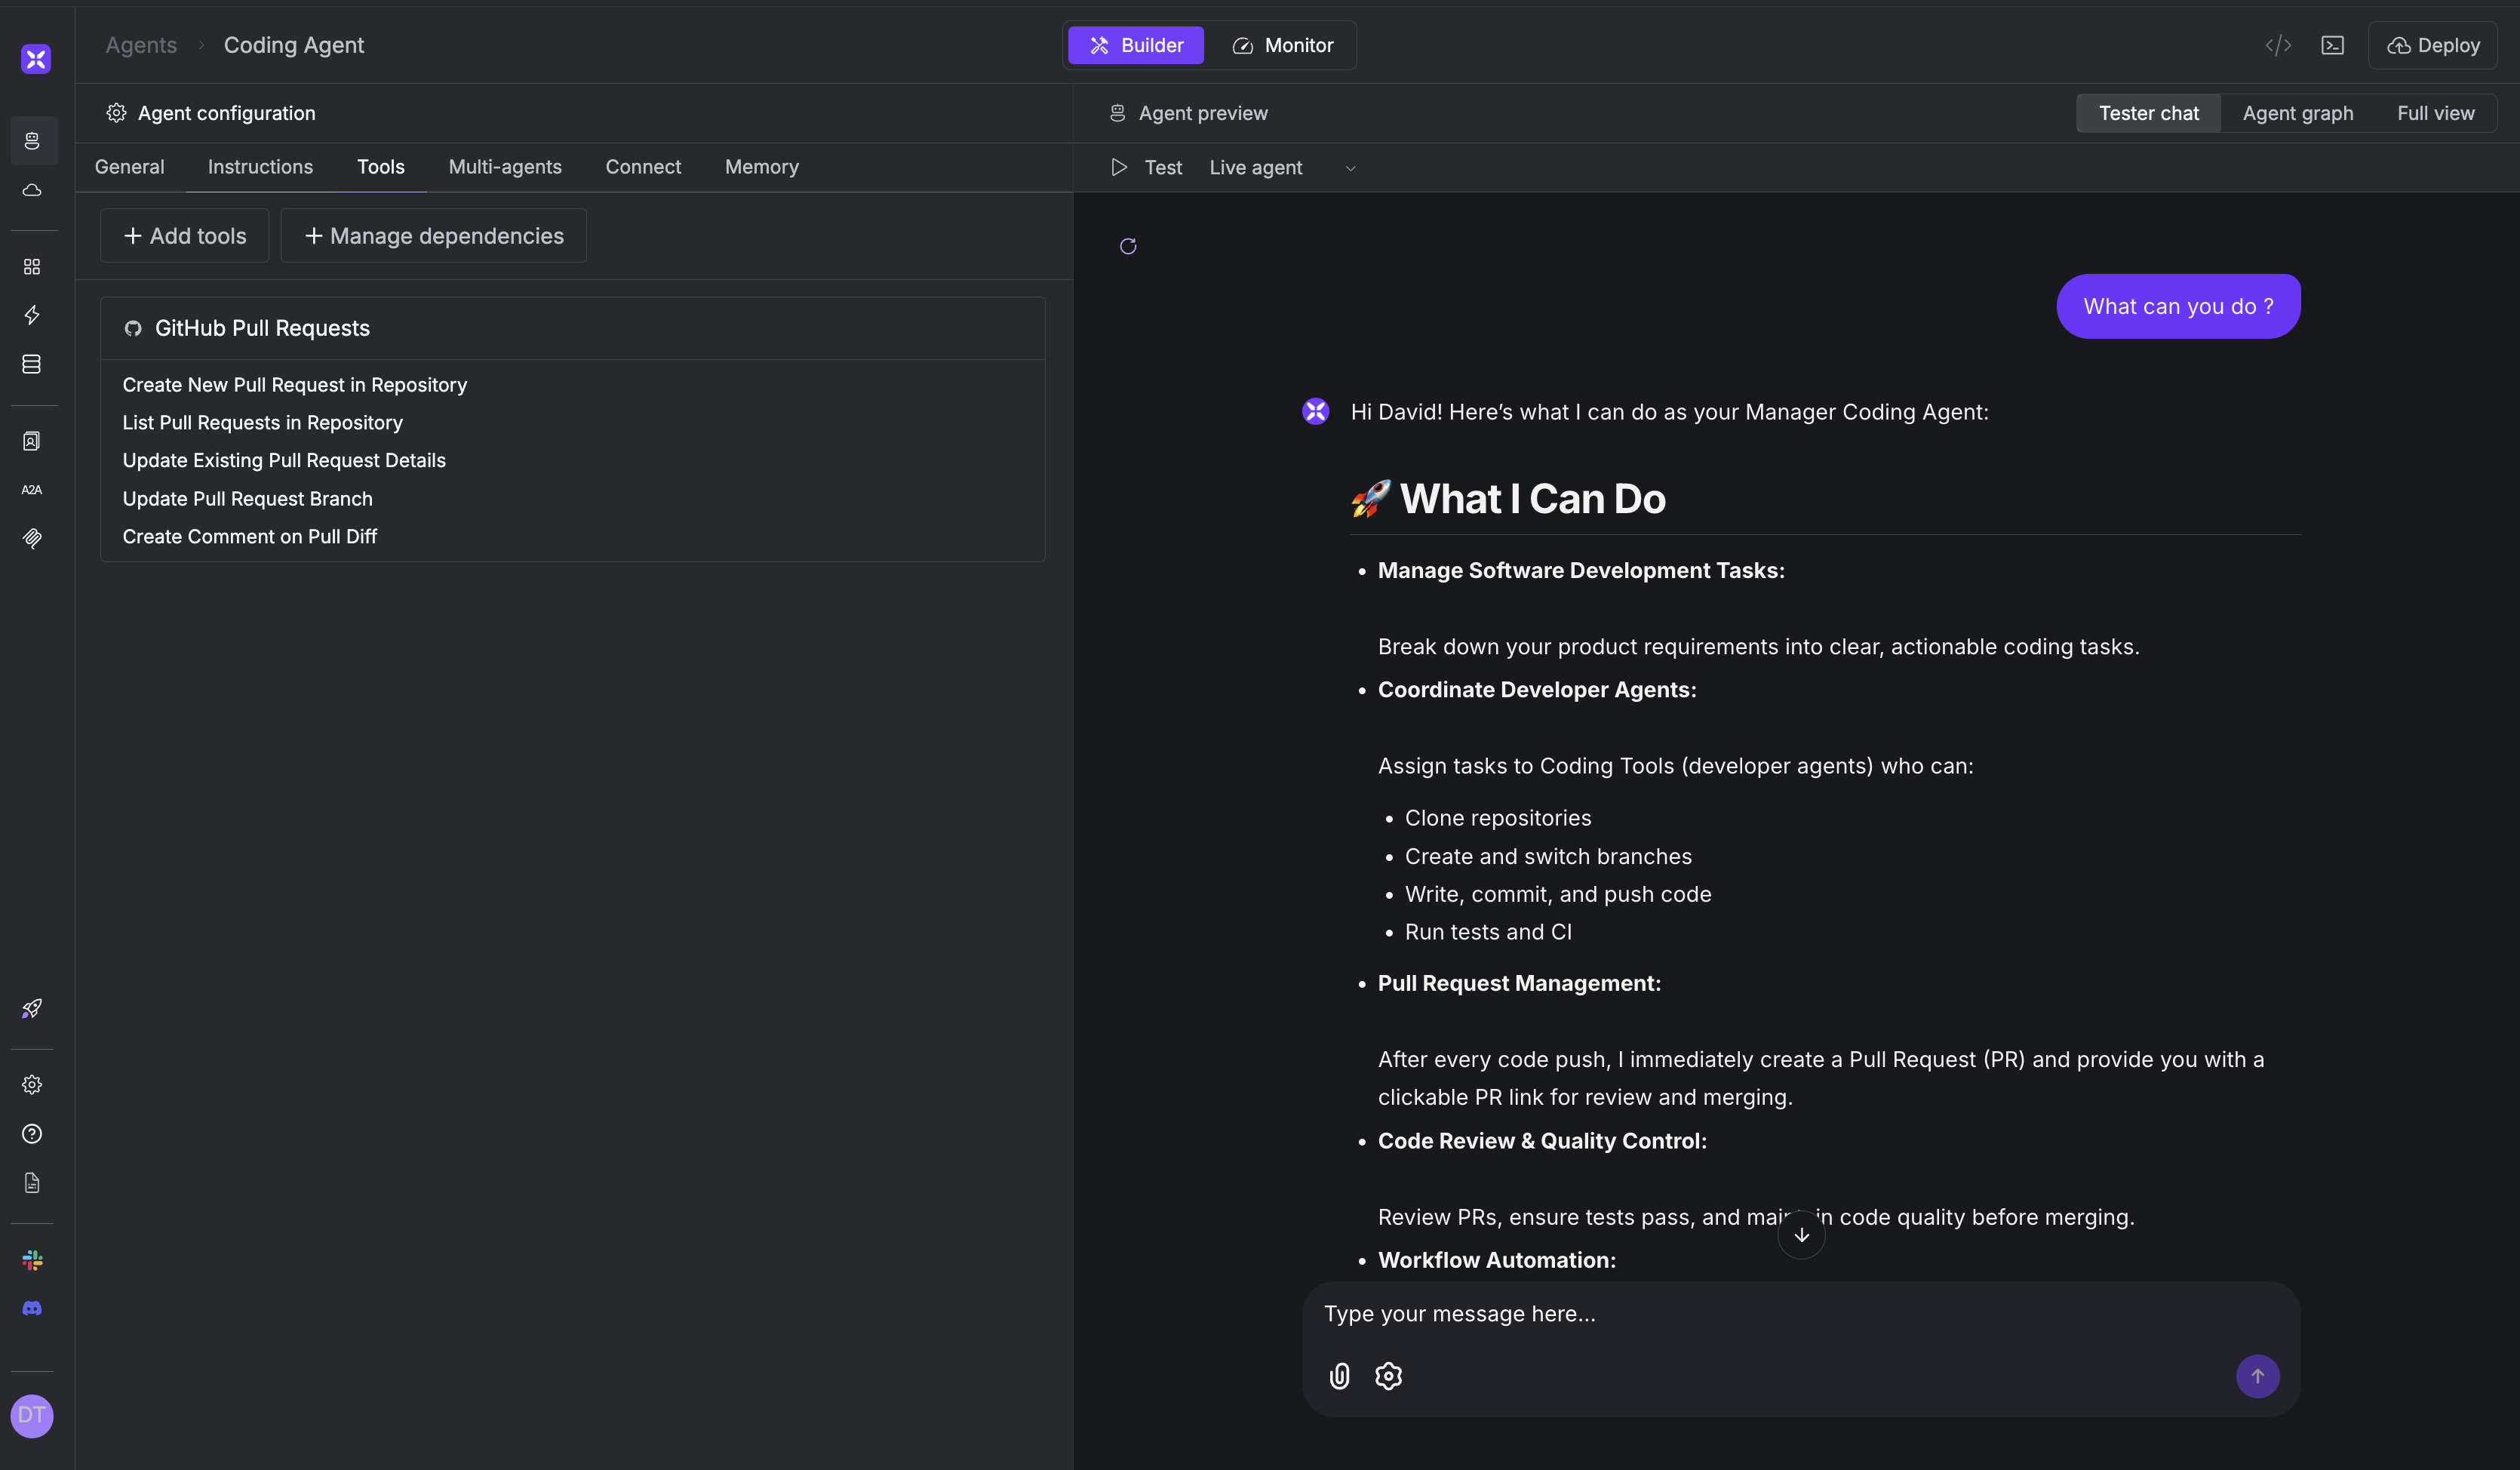 Agents > Coding Agent
Builder
Monitor
Deploy
Agent configuration
General Instructions Tools Multi-agents Connect Memory
+ Add tools
+ Manage dependencies
GitHub Pull Requests
Create New Pull Request in Repository
List Pull Requests in Repository
Update Existing Pull Request Details
Update Pull Request Branch
Create Comment on Pull Diff
A2A
DT
Agent preview
Tester chat Agent graph Full view
Test Live agent
What can you do ?
Hi David! Here’s what I can do as your Manager Coding Agent:
🚀 What I Can Do
• Manage Software Development Tasks:
Break down your product requirements into clear, actionable coding tasks.
• Coordinate Developer Agents:
Assign tasks to Coding Tools (developer agents) who can:
• Clone repositories
• Create and switch branches
• Write, commit, and push code
• Run tests and CI
• Pull Request Management:
After every code push, I immediately create a Pull Request (PR) and provide you with a
clickable PR link for review and merging.
• Code Review & Quality Control:
Review PRs, ensure tests pass, and maintain code quality before merging.
• Workflow Automation:
Type your message here...